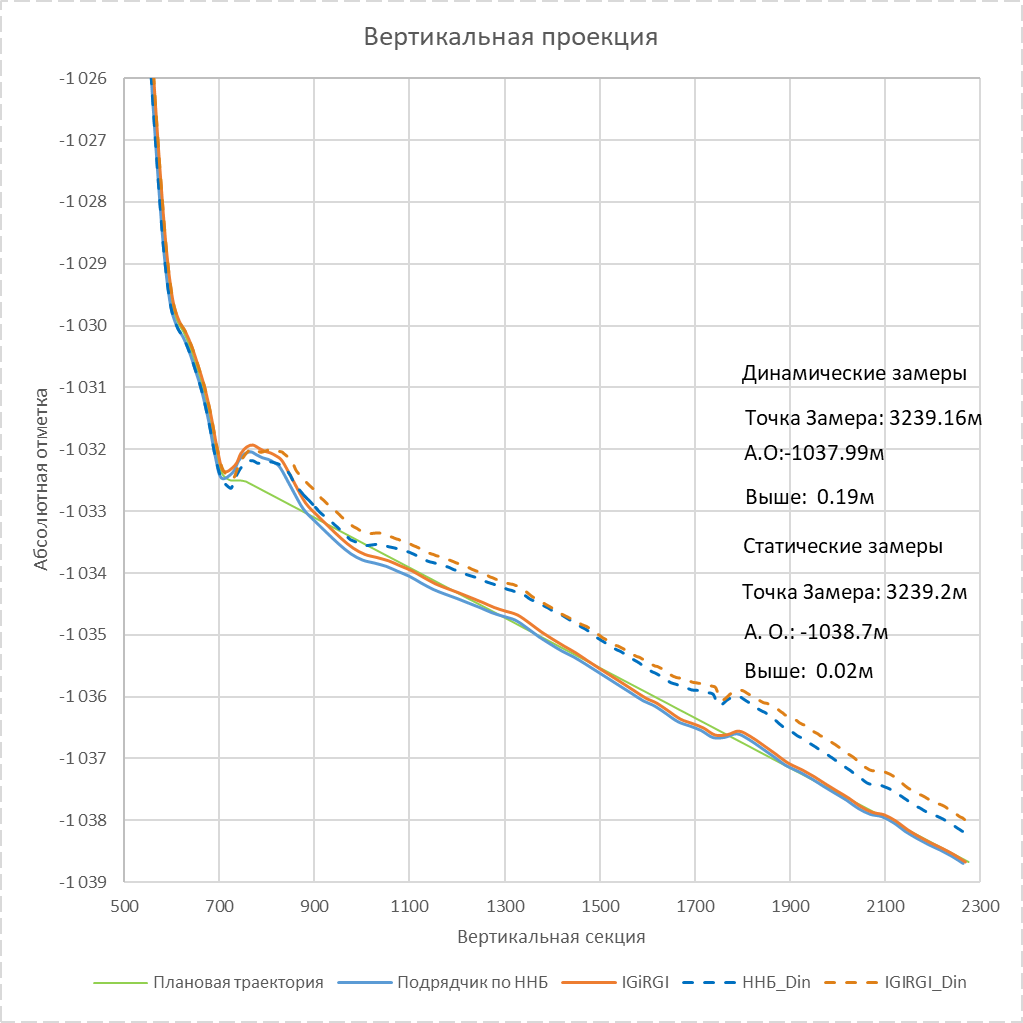 Вертикальная проекция
-1 026
-1 027
-1 028
-1 029
-1 030
-1 031
-1 032
-1 033
-1 034
-1 035
-1 036
-1 037
-1 038
-1 039
Абсолютная отметка
Динамические замеры
Точка Замера: 3239.16м
А.О:-1037.99м
Выше:  0.19м
Статические замеры
Точка Замера: 3239.2м
А. О.: -1038.7м
Выше:  0.02м
500 700 900 1100 1300 1500 1700 1900 2100 2300
Вертикальная секция
Плановая траектория Подрядчик по ННБ IGiRGI ННБ_Din IGIRGI_Din